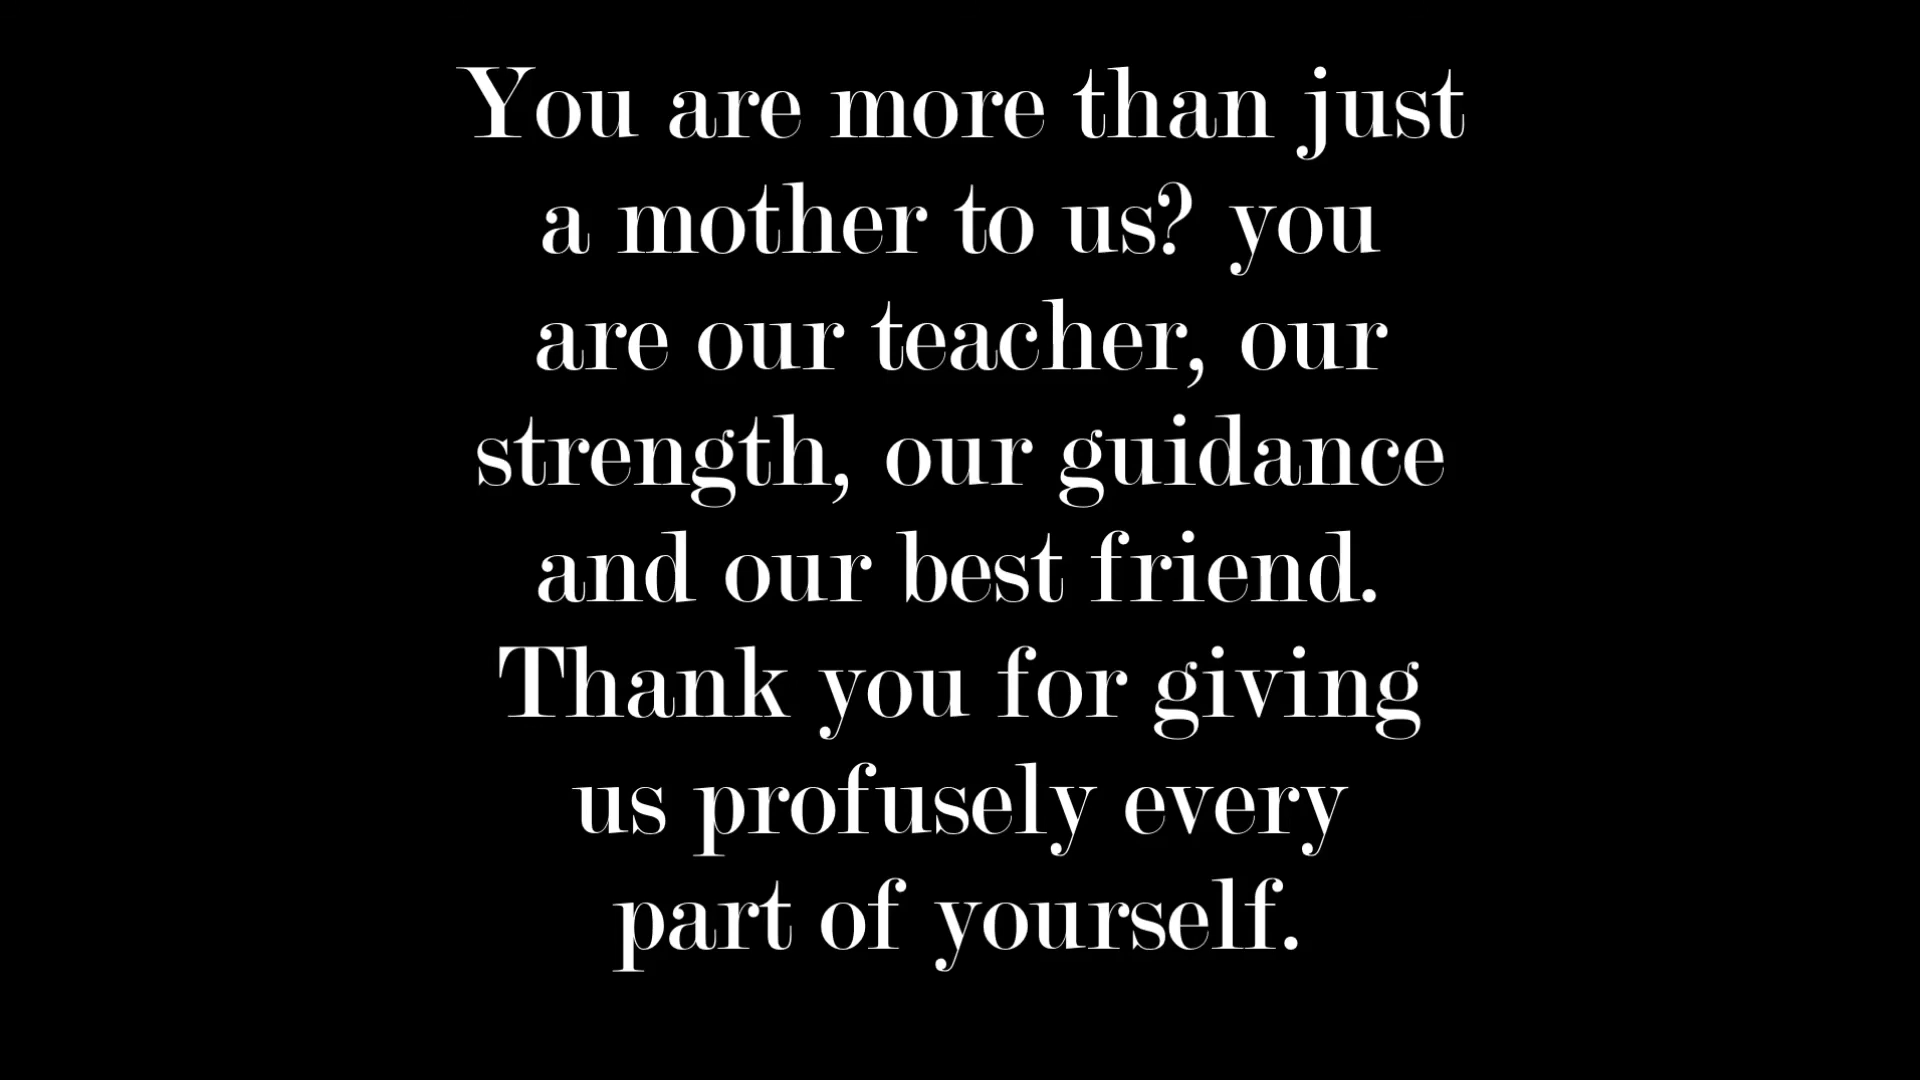 You are more than just
a mother to us? you
are our teacher, our
strength, our guidance
and our best friend.
Thank you for giving
us profusely every
part of yourself.